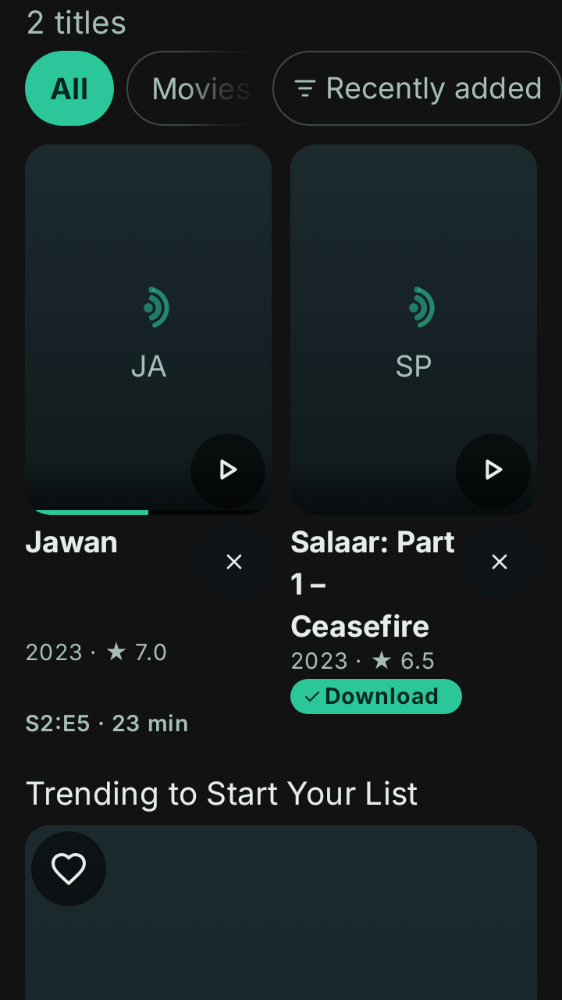 2 titles
All
Movies
Recently added
JA
SP
Jawan
Salaar: Part
1 –
Ceasefire
2023 · ★ 7.0
2023 · ★ 6.5
Download
S2:E5 · 23 min
Trending to Start Your List